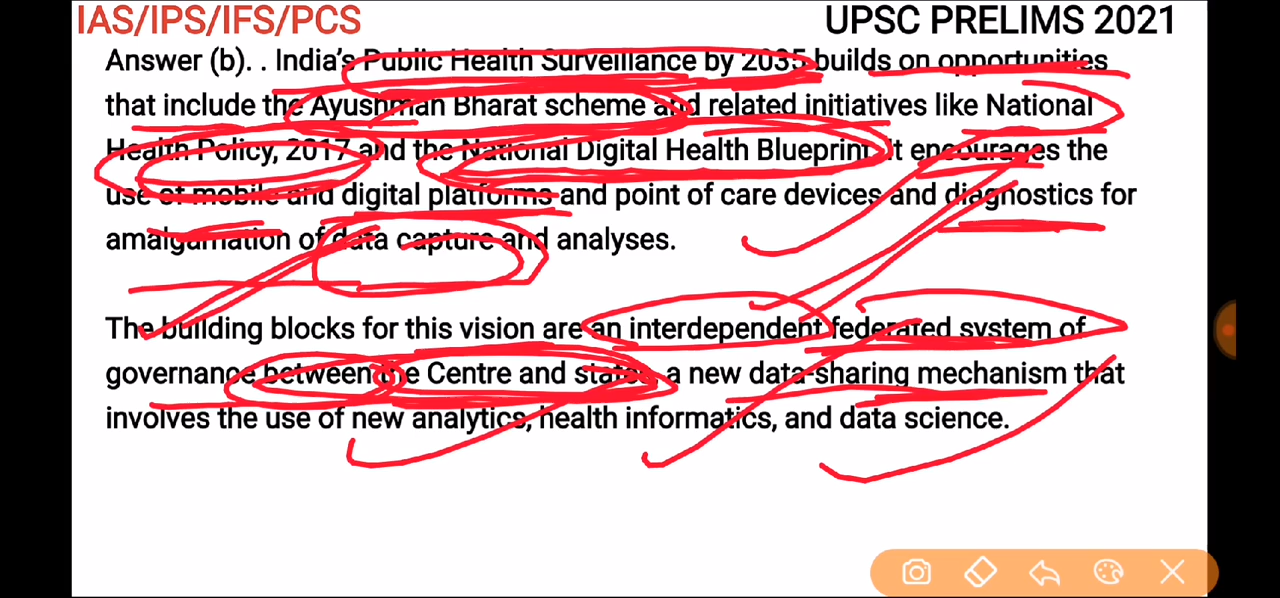 IAS/IPS/IFS/PCS
UPSC PRELIMS 2021
Answer (b). . India's Public Health Surveillance by 2035 builds on opportunities
that include the Ayushman Bharat scheme and related initiatives like National
Health Policy, 2017 and the National Digital Health Blueprint. It encourages the
use of mobile and digital platforms and point of care devices and diagnostics for
amalgamation of data capture and analyses.
The building blocks for this vision are an interdependent federated system of
governance between the Centre and states, a new data-sharing mechanism that
involves the use of new analytics, health informatics, and data science.